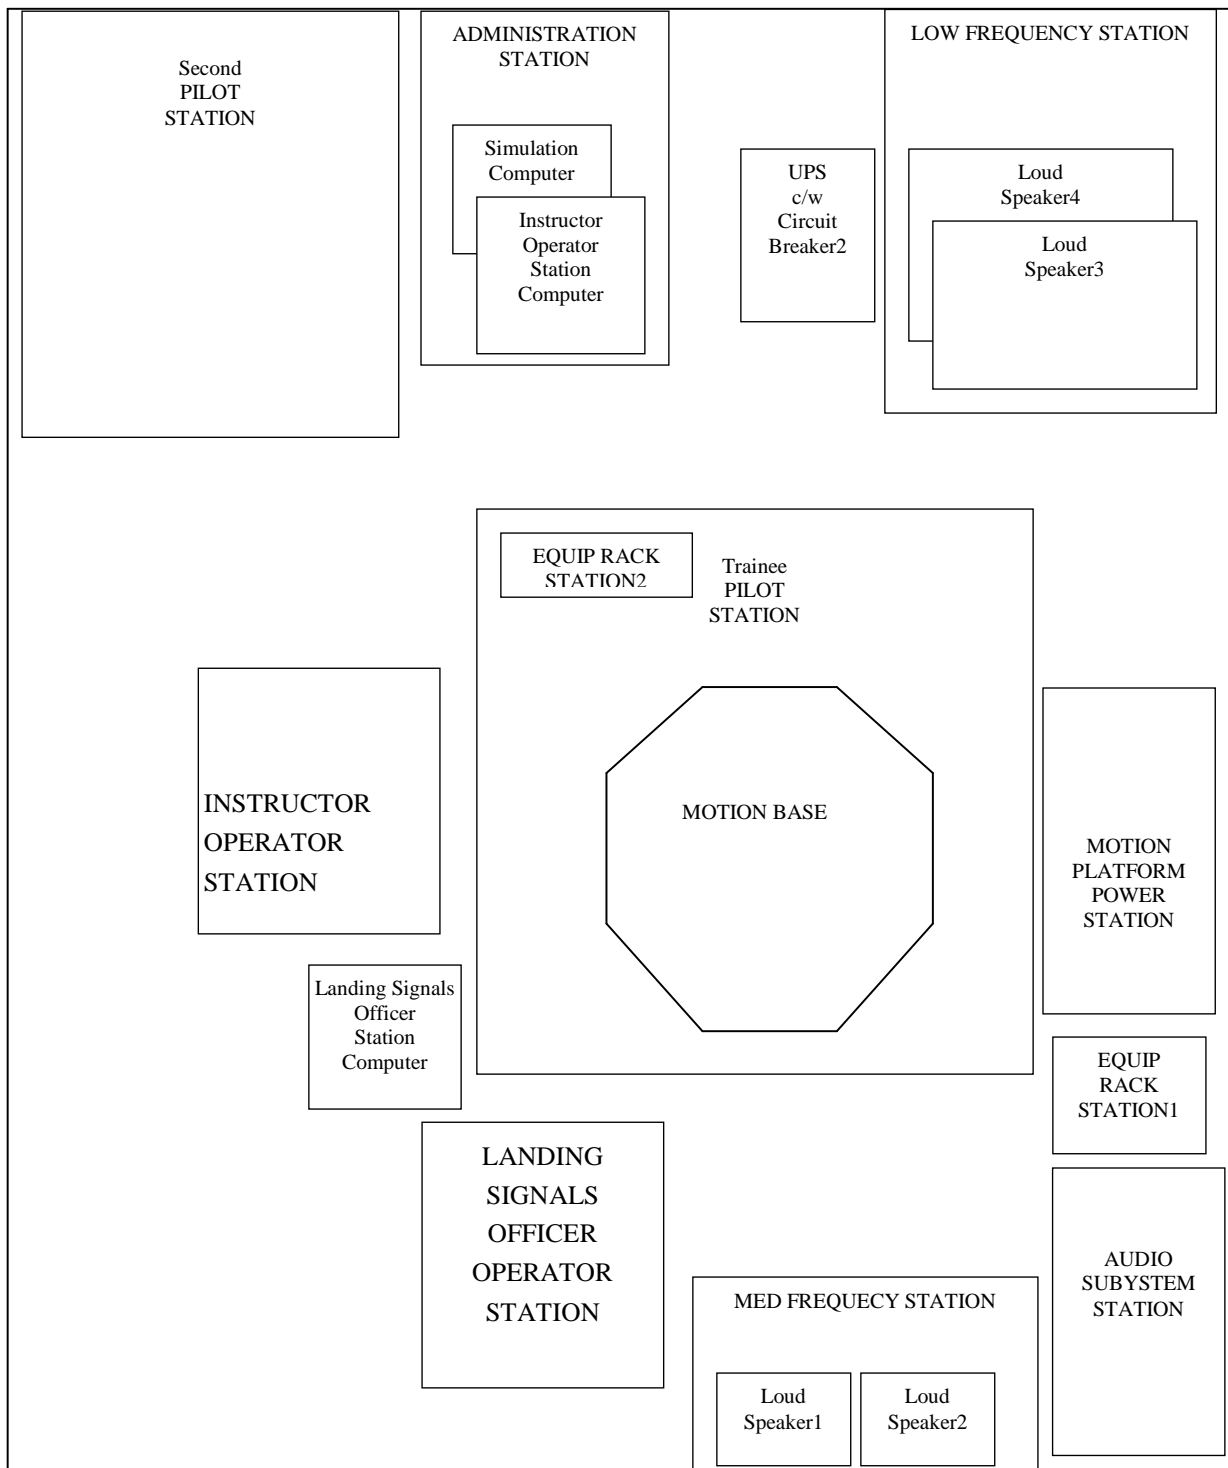 Second
PILOT
STATION
ADMINISTRATION
STATION
Simulation
Computer
Instructor
Operator
Station
Computer
UPS
c/w
Circuit
Breaker2
LOW FREQUENCY STATION
Loud
Speaker4
Loud
Speaker3
EQUIP RACK
STATION2
Trainee
PILOT
STATION
MOTION BASE
INSTRUCTOR
OPERATOR
STATION
MOTION
PLATFORM
POWER
STATION
Landing Signals
Officer
Station
Computer
EQUIP
RACK
STATION1
LANDING
SIGNALS
OFFICER
OPERATOR
STATION
AUDIO
SUBYSTEM
STATION
MED FREQUECY STATION
Loud
Speaker1
Loud
Speaker2